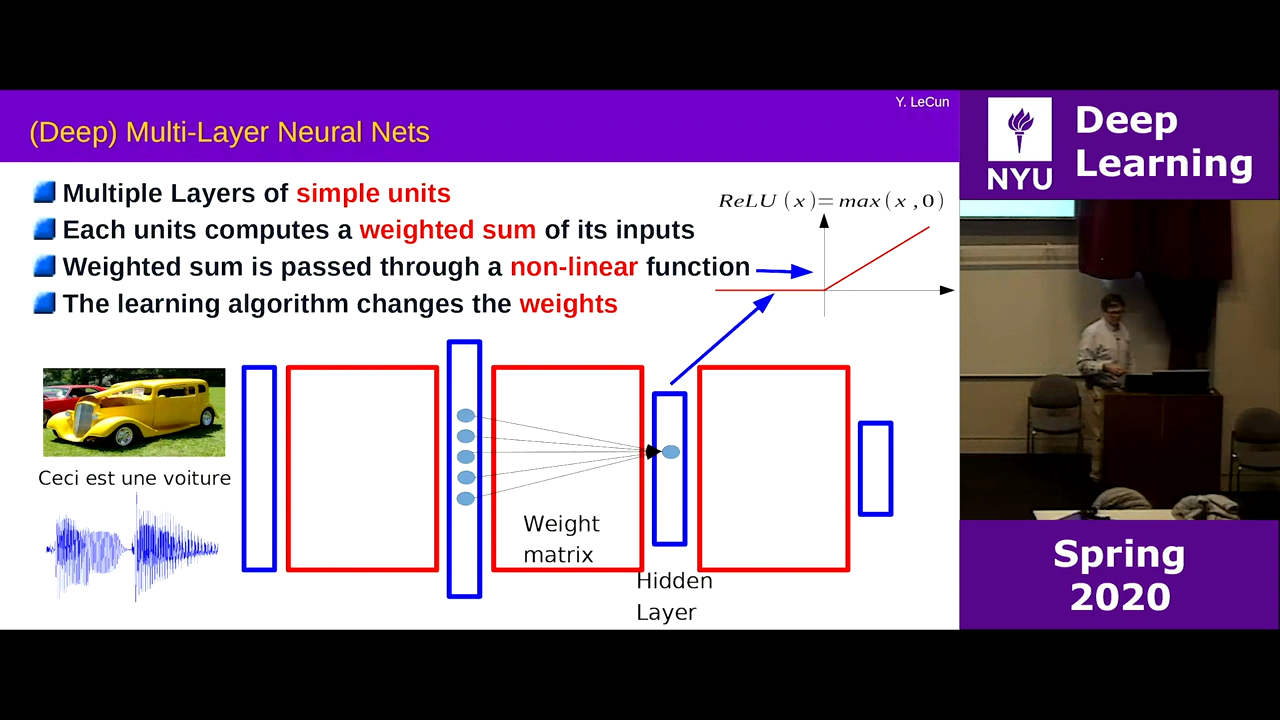 Y. LeCun
(Deep) Multi-Layer Neural Nets
Multiple Layers of simple units
Each units computes a weighted sum of its inputs
Weighted sum is passed through a non-linear function
The learning algorithm changes the weights
ReLU (x)=max(x ,0)
Ceci est une voiture
Weight
matrix
Hidden
Layer
NYU
Deep
Learning
Spring
2020